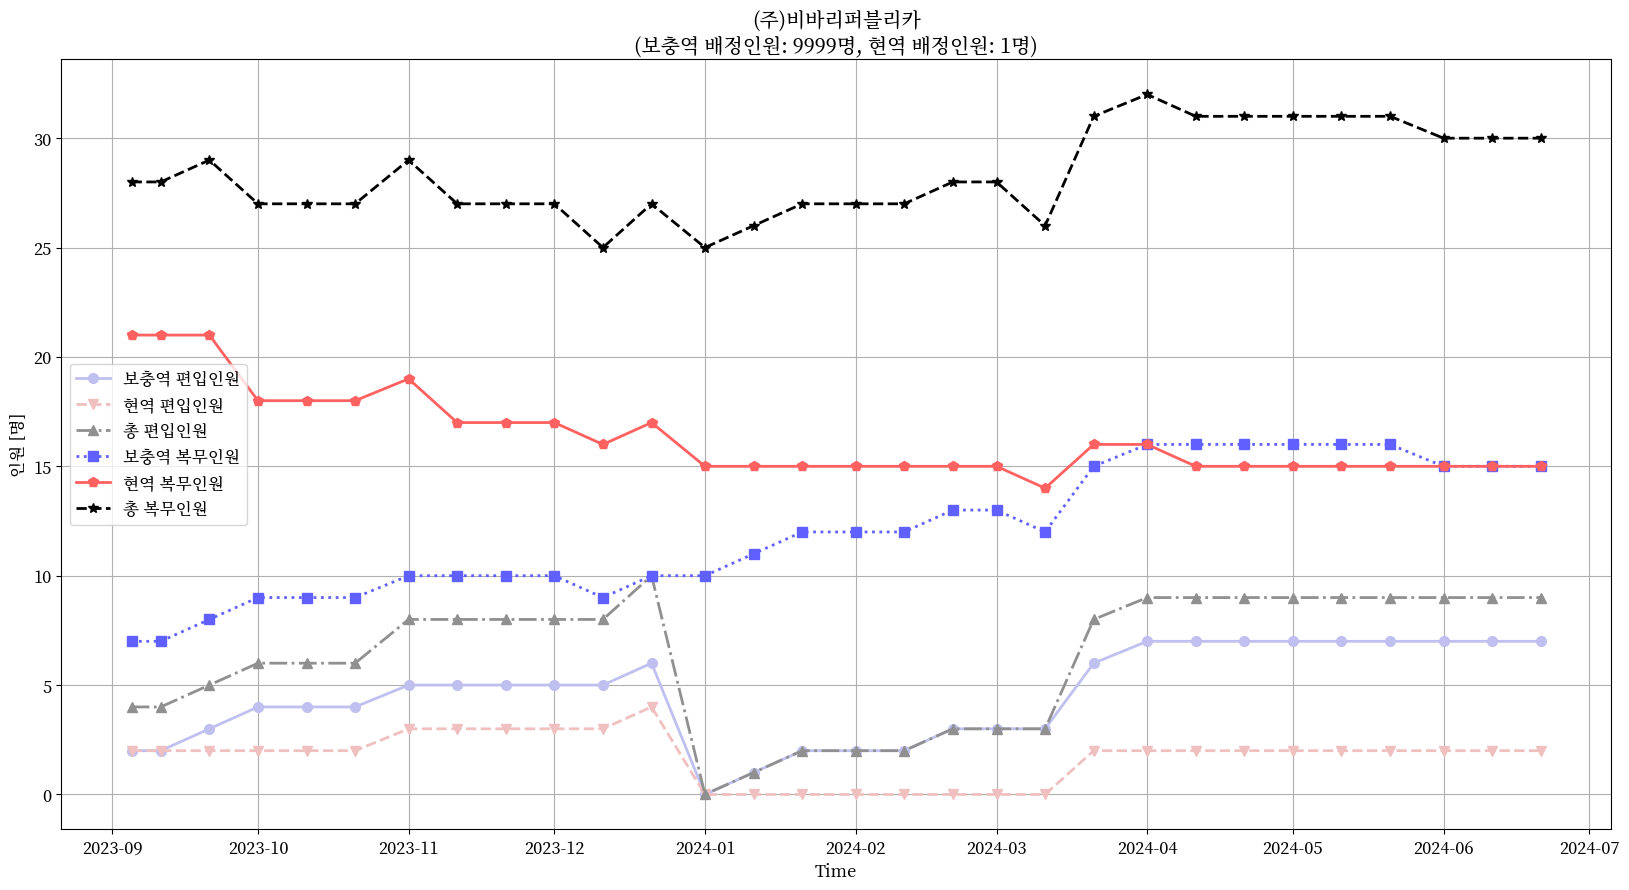 (주)비바리퍼블리카
(보충역 배정인원: 9999명, 현역 배정인원: 1명)
인원 [명]
30
25
20
15
10
5
0
보충역 편입인원
현역 편입인원
총 편입인원
보충역 복무인원
현역 복무인원
총 복무인원
2023-09 2023-10 2023-11 2023-12 2024-01 2024-02 2024-03 2024-04 2024-05 2024-06 2024-07
Time